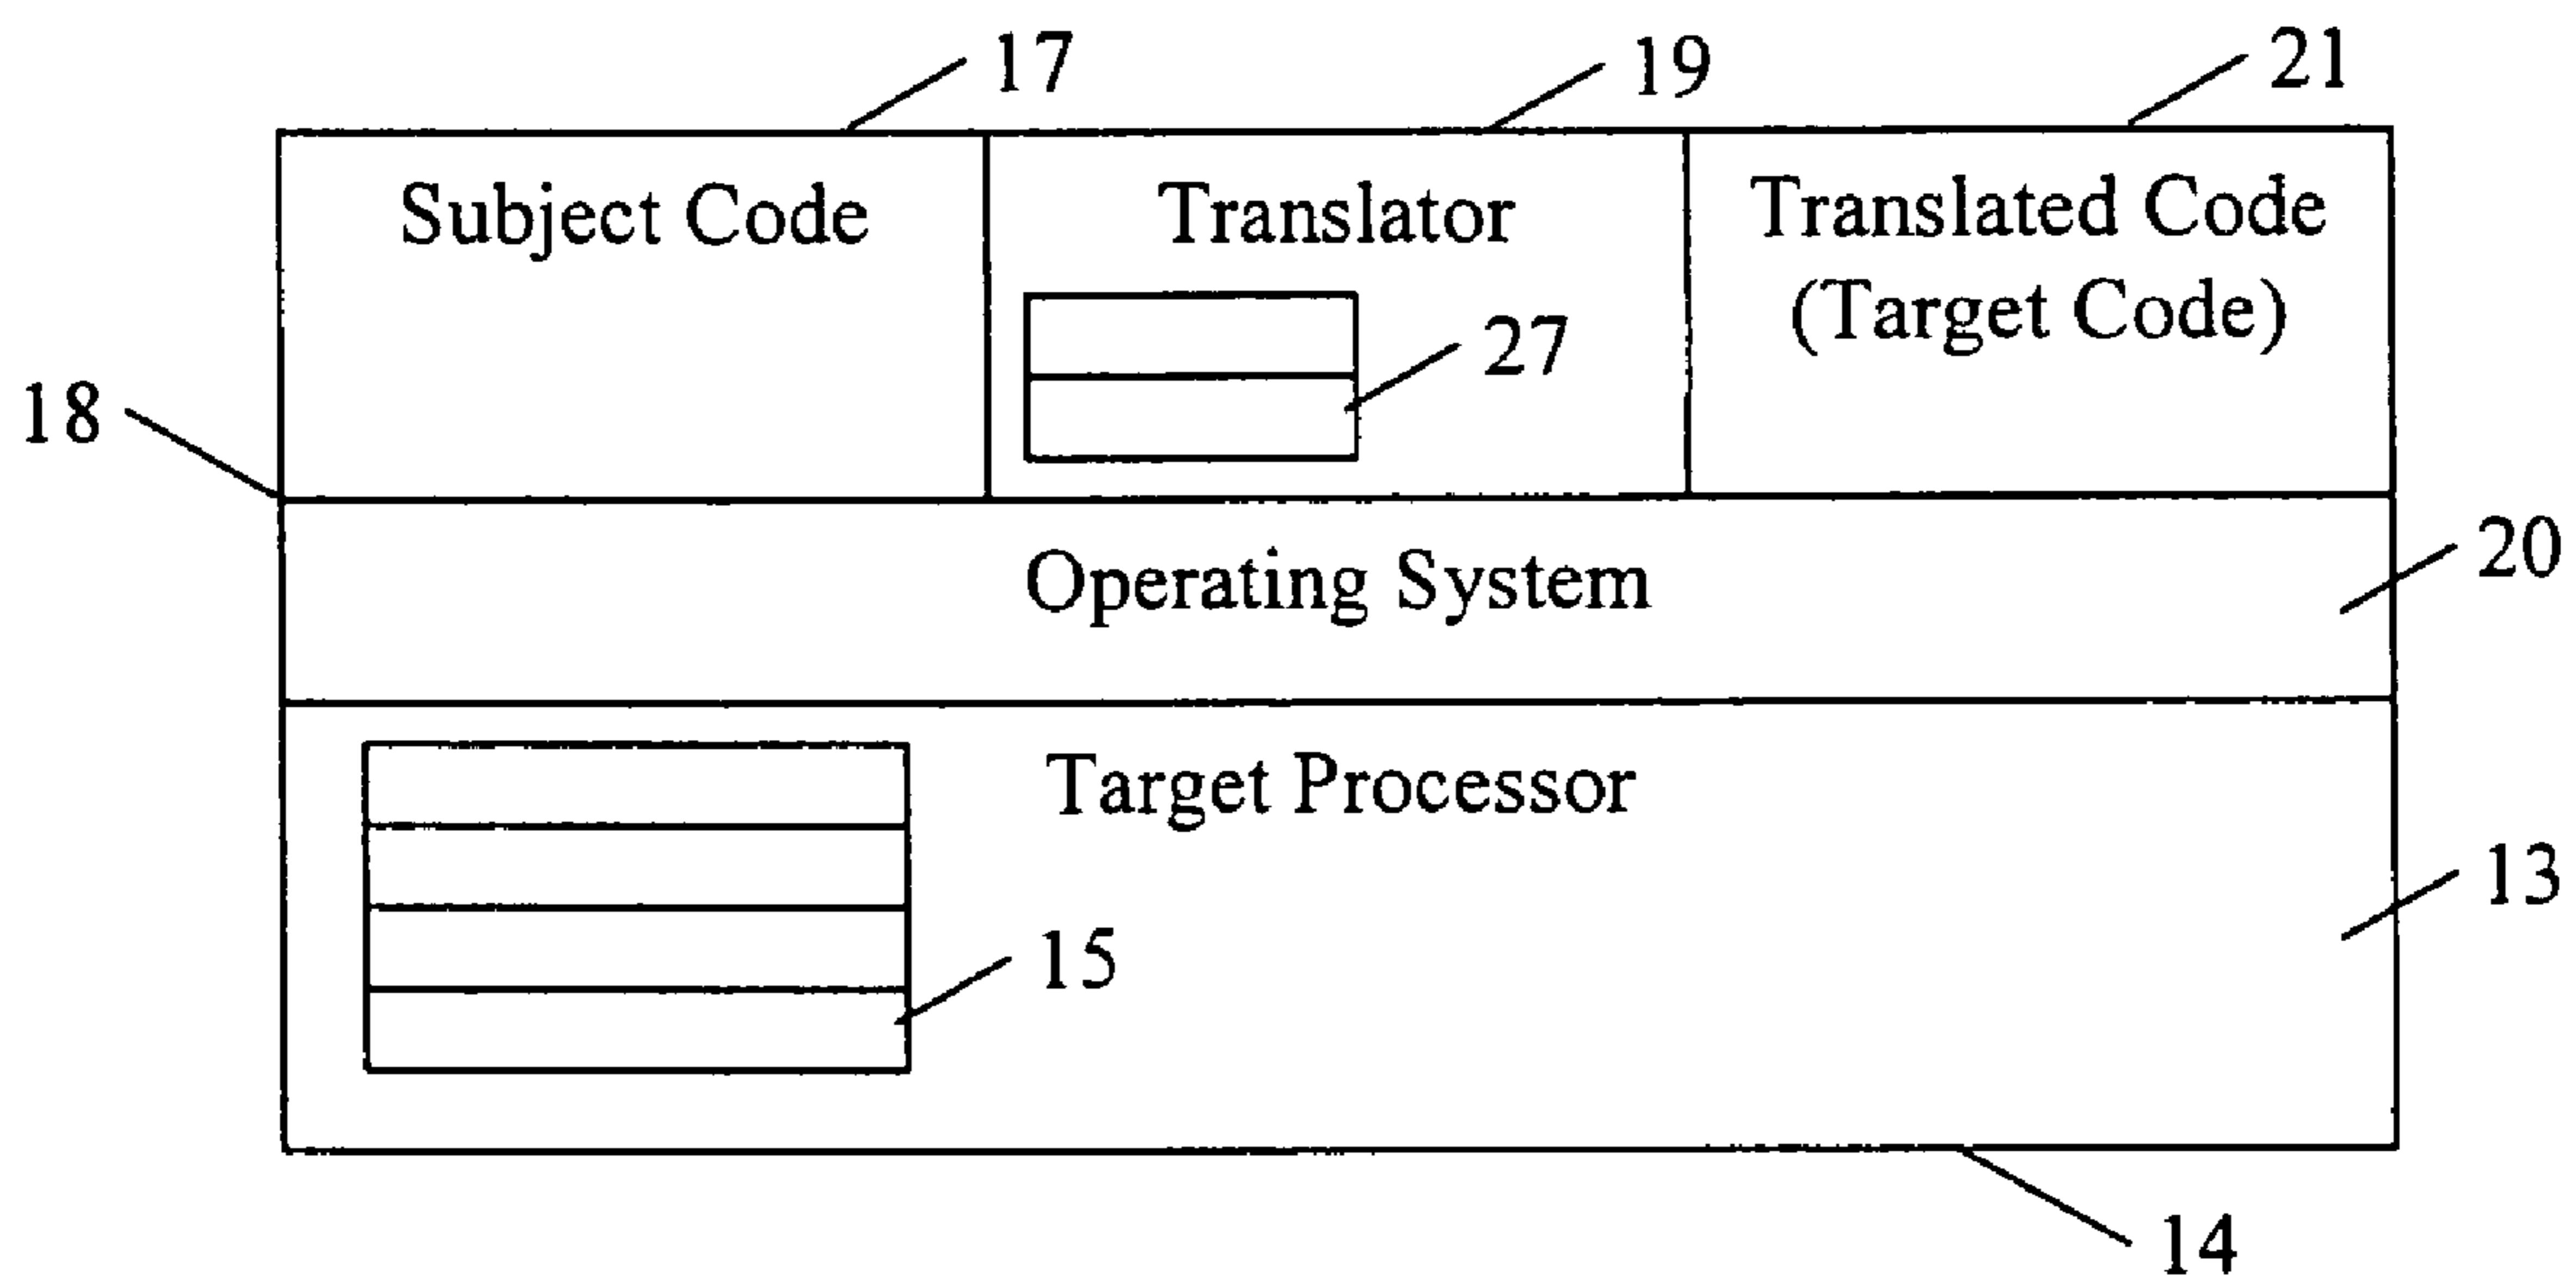 17
19
21
Subject Code
Translator
Translated Code
(Target Code)
27
18
Operating System
20
Target Processor
13
15
14